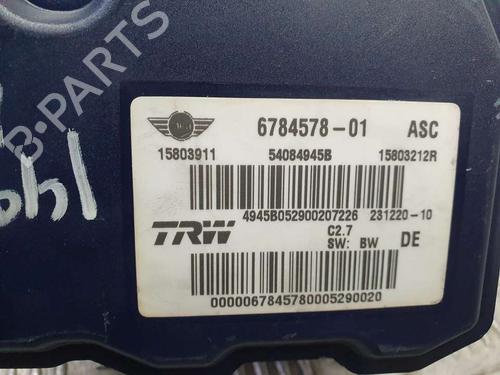 B-PARTS
6784578-01 ASC
15803911 54084945B 15803212R
4945B052900207226 231220-10
TRW
C2.7
SW: BW DE
0000067845780005290020